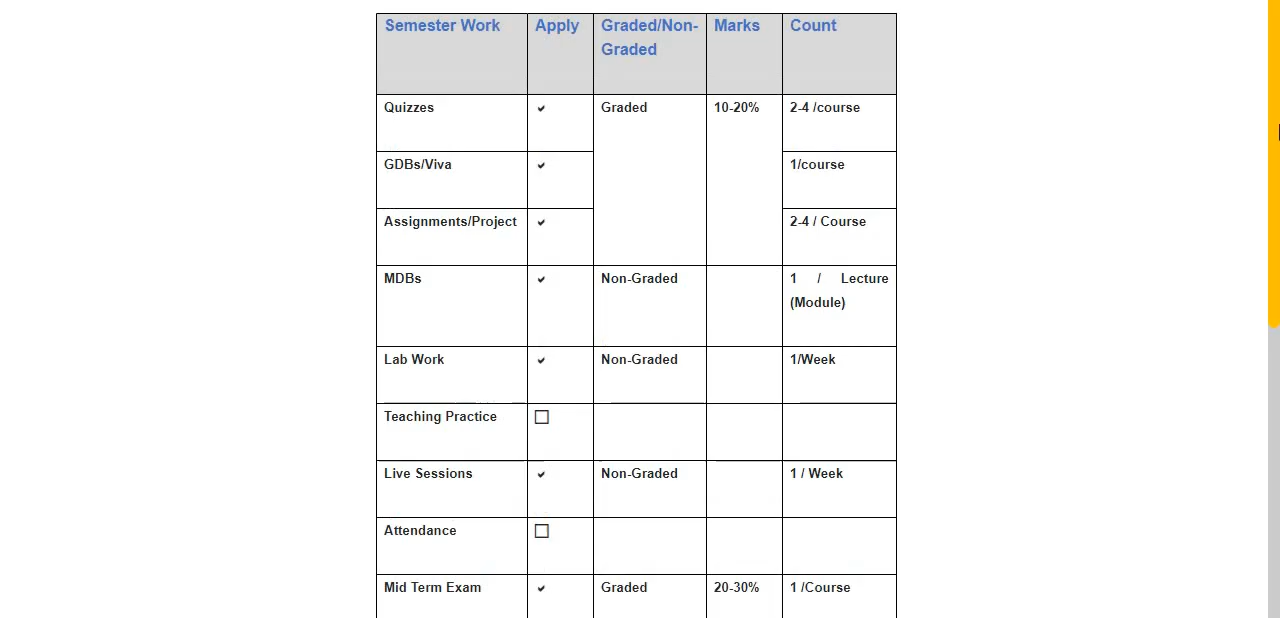 Semester Work Apply Graded/Non- Marks Count
Graded
Quizzes ✓ Graded 10-20% 2-4 /course
GDBs/Viva ✓ 1/course
Assignments/Project ✓ 2-4 / Course
MDBs ✓ Non-Graded 1 / Lecture
(Module)
Lab Work ✓ Non-Graded 1/Week
Teaching Practice ☐
Live Sessions ✓ Non-Graded 1 / Week
Attendance ☐
Mid Term Exam ✓ Graded 20-30% 1 /Course